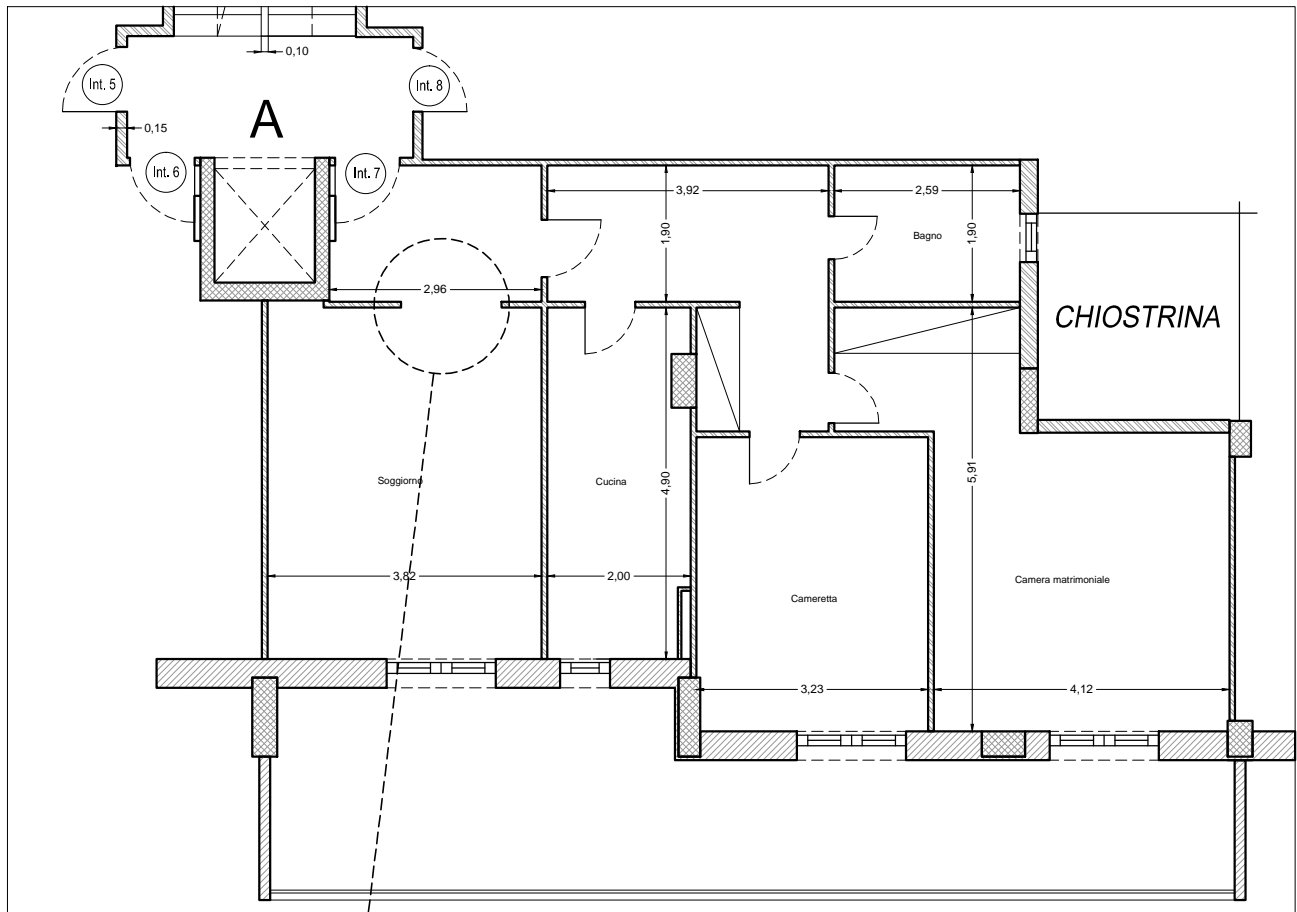 0,10
Int. 5
Int. 8
A
0,15
Int. 6
Int. 7
3,92
2,59
1,90
Bagno
1,90
2,96
CHIOSTRINA
Soggiorno
Cucina
4,90
5,91
3,82
2,00
Cameretta
Camera matrimoniale
3,23
4,12